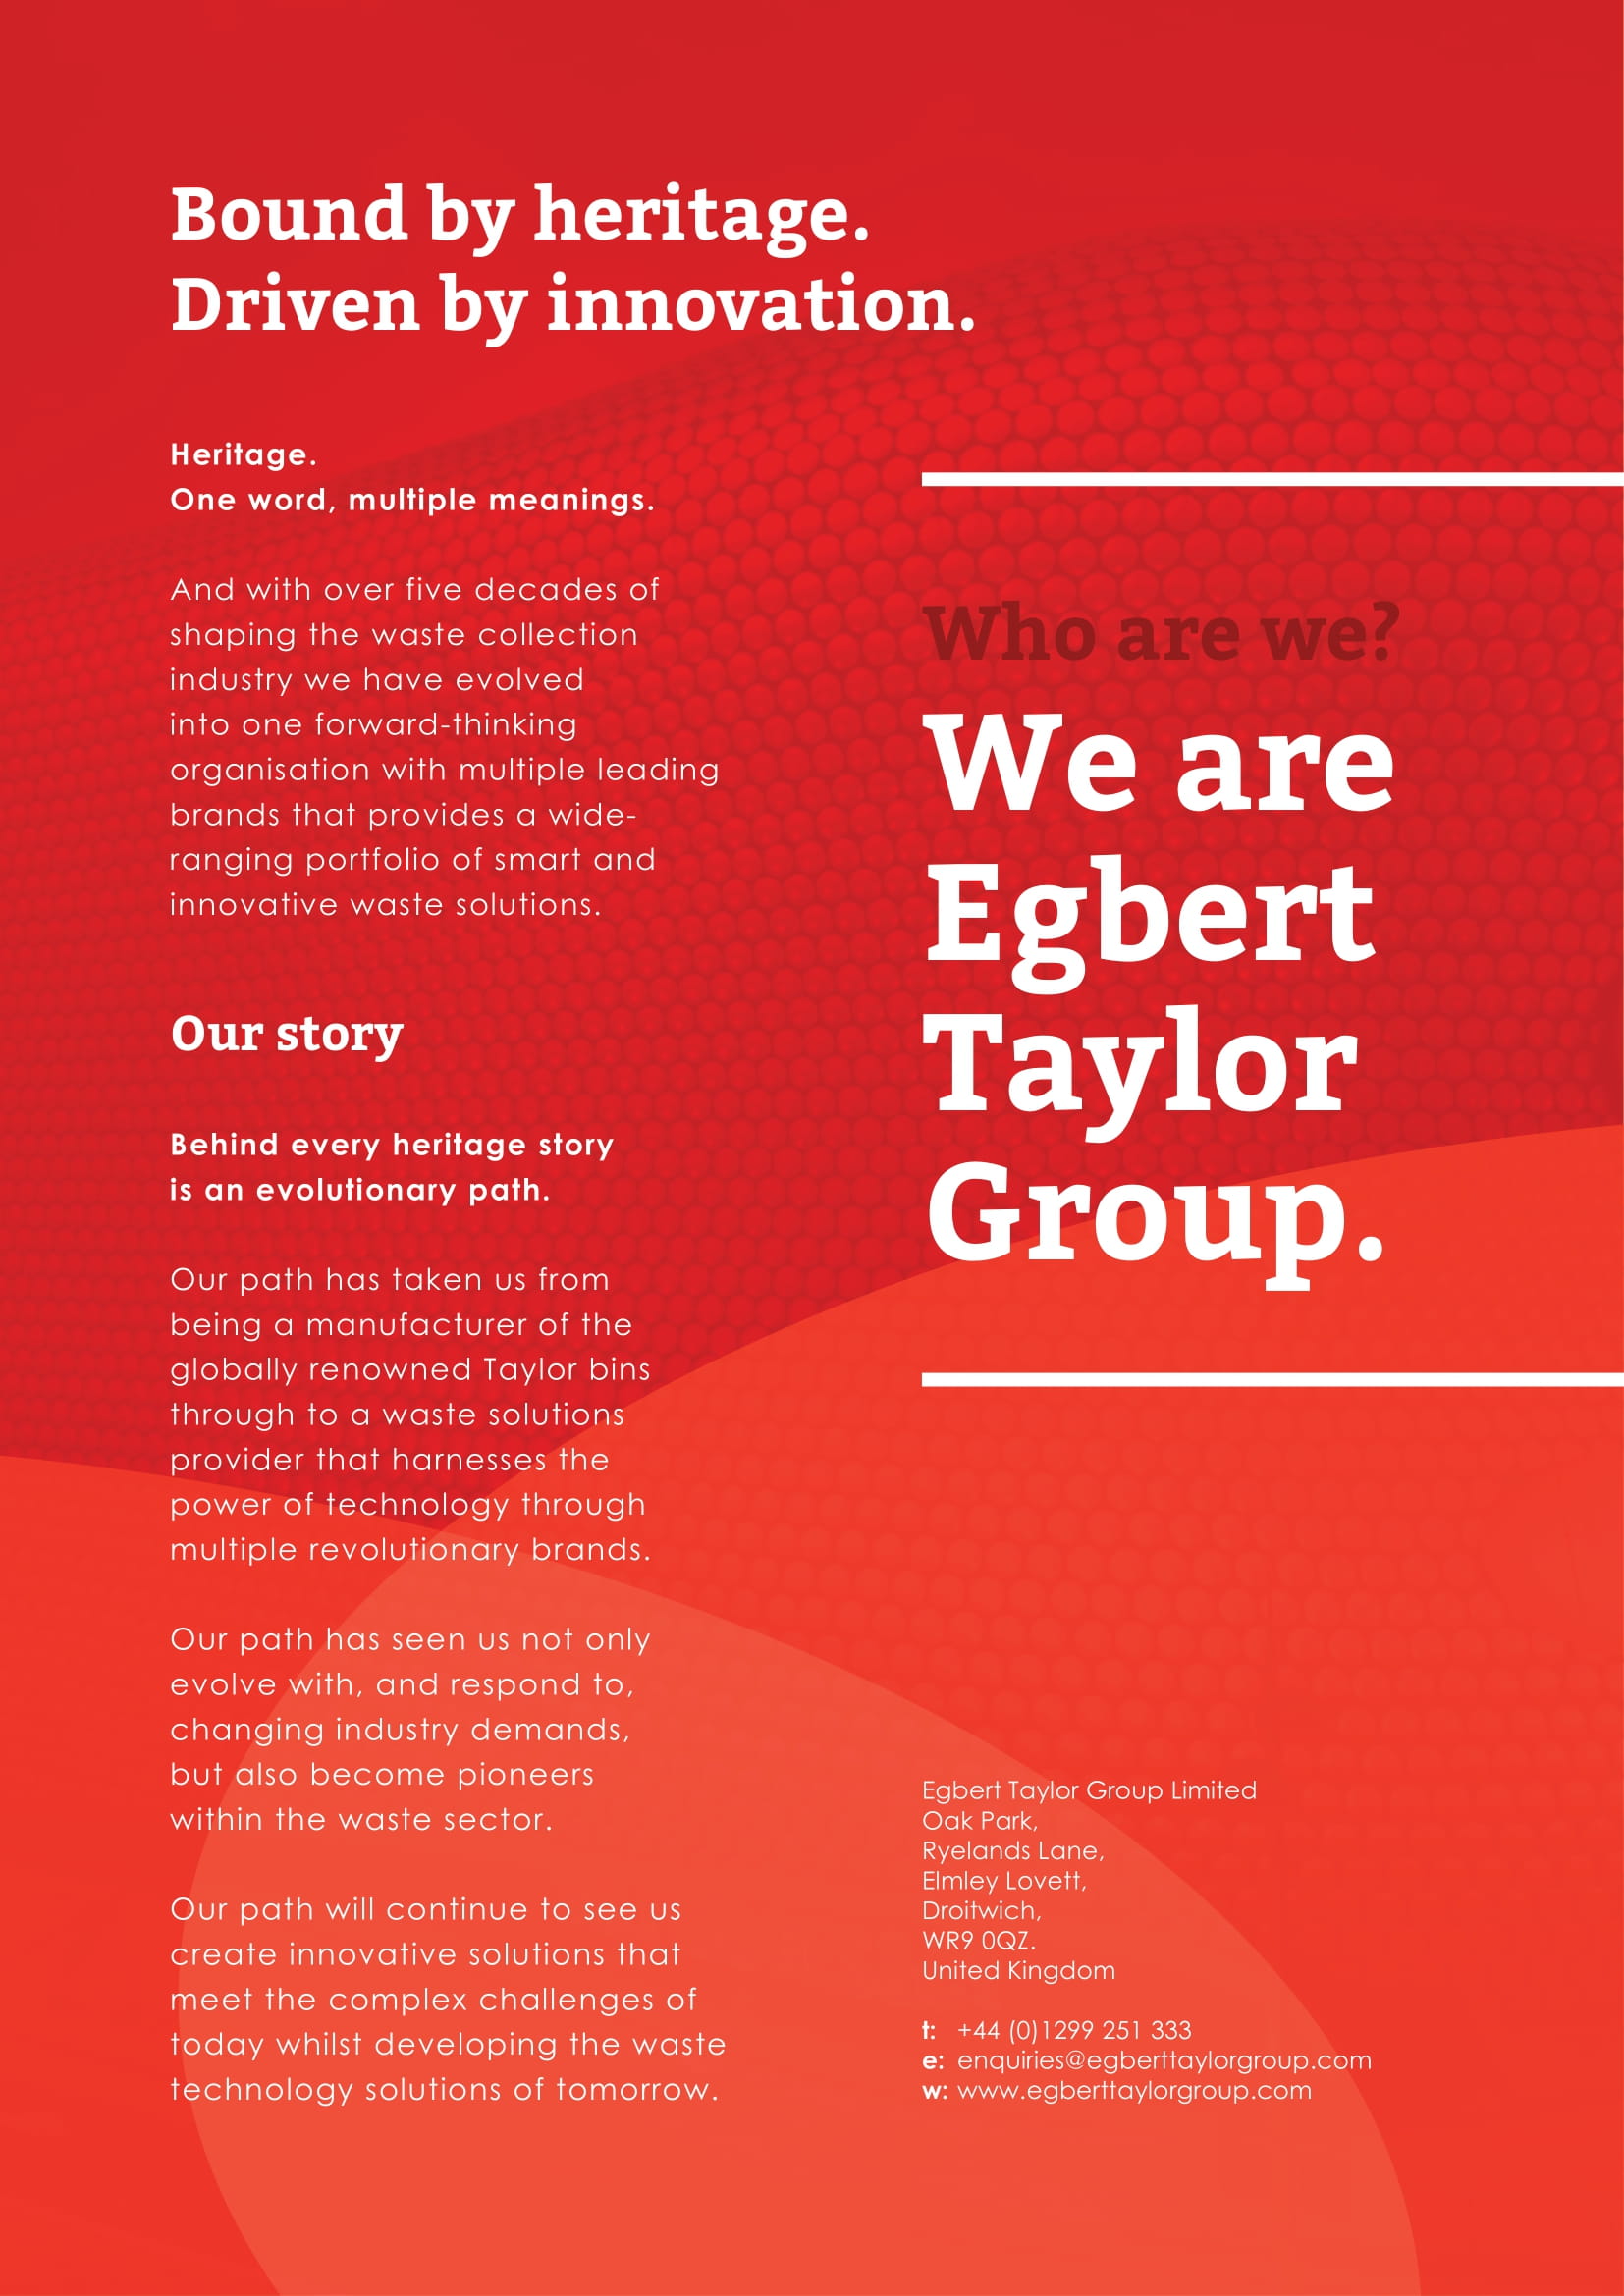 Bound by heritage.
Driven by innovation.
Heritage.
One word, multiple meanings.
And with over five decades of
shaping the waste collection
industry we have evolved
into one forward-thinking
organisation with multiple leading
brands that provides a wide-
ranging portfolio of smart and
innovative waste solutions.
Our story
Behind every heritage story
is an evolutionary path.
Our path has taken us from
being a manufacturer of the
globally renowned Taylor bins
through to a waste solutions
provider that harnesses the
power of technology through
multiple revolutionary brands.
Our path has seen us not only
evolve with, and respond to,
changing industry demands,
but also become pioneers
within the waste sector.
Our path will continue to see us
create innovative solutions that
meet the complex challenges of
today whilst developing the waste
technology solutions of tomorrow.
Who are we?
We are
Egbert
Taylor
Group.
Egbert Taylor Group Limited
Oak Park,
Ryelands Lane,
Elmley Lovett,
Droitwich,
WR9 0QZ.
United Kingdom
t: +44 (0)1299 251 333
e: enquiries@egberttaylorgroup.com
w: www.egberttaylorgroup.com